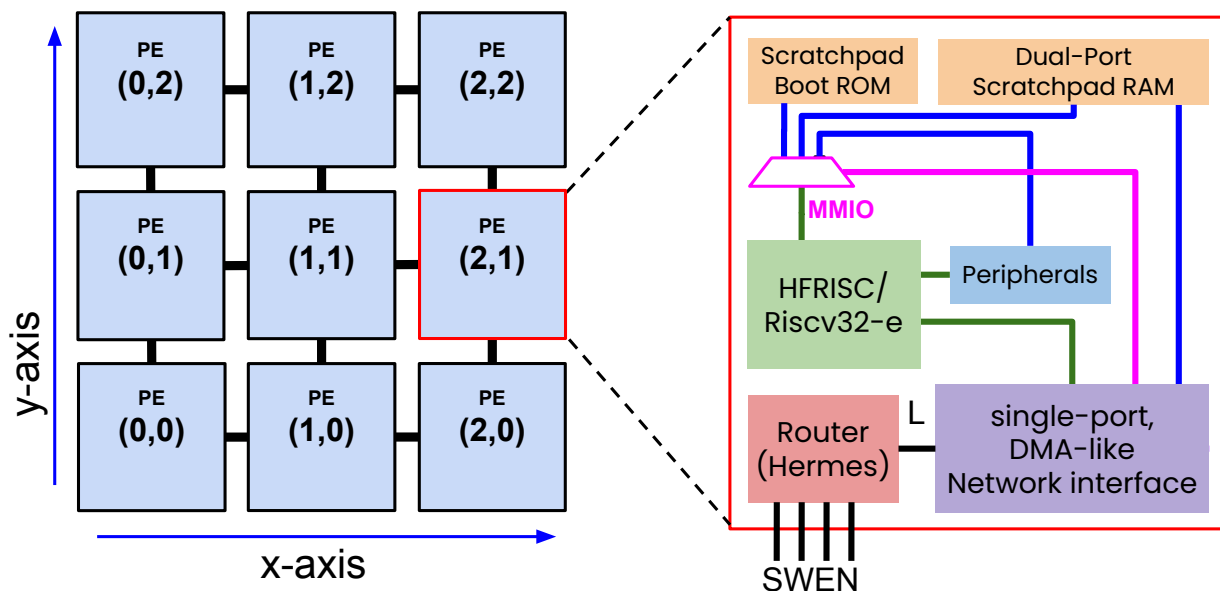 PE
(0,2)
PE
(1,2)
PE
(2,2)
PE
(0,1)
PE
(1,1)
PE
(2,1)
PE
(0,0)
PE
(1,0)
PE
(2,0)
y-axis
x-axis
Scratchpad
Boot ROM
Dual-Port
Scratchpad RAM
MMIO
HFRISC/
Riscv32-e
Peripherals
Router
(Hermes)
L
single-port,
DMA-like
Network interface
SWEN